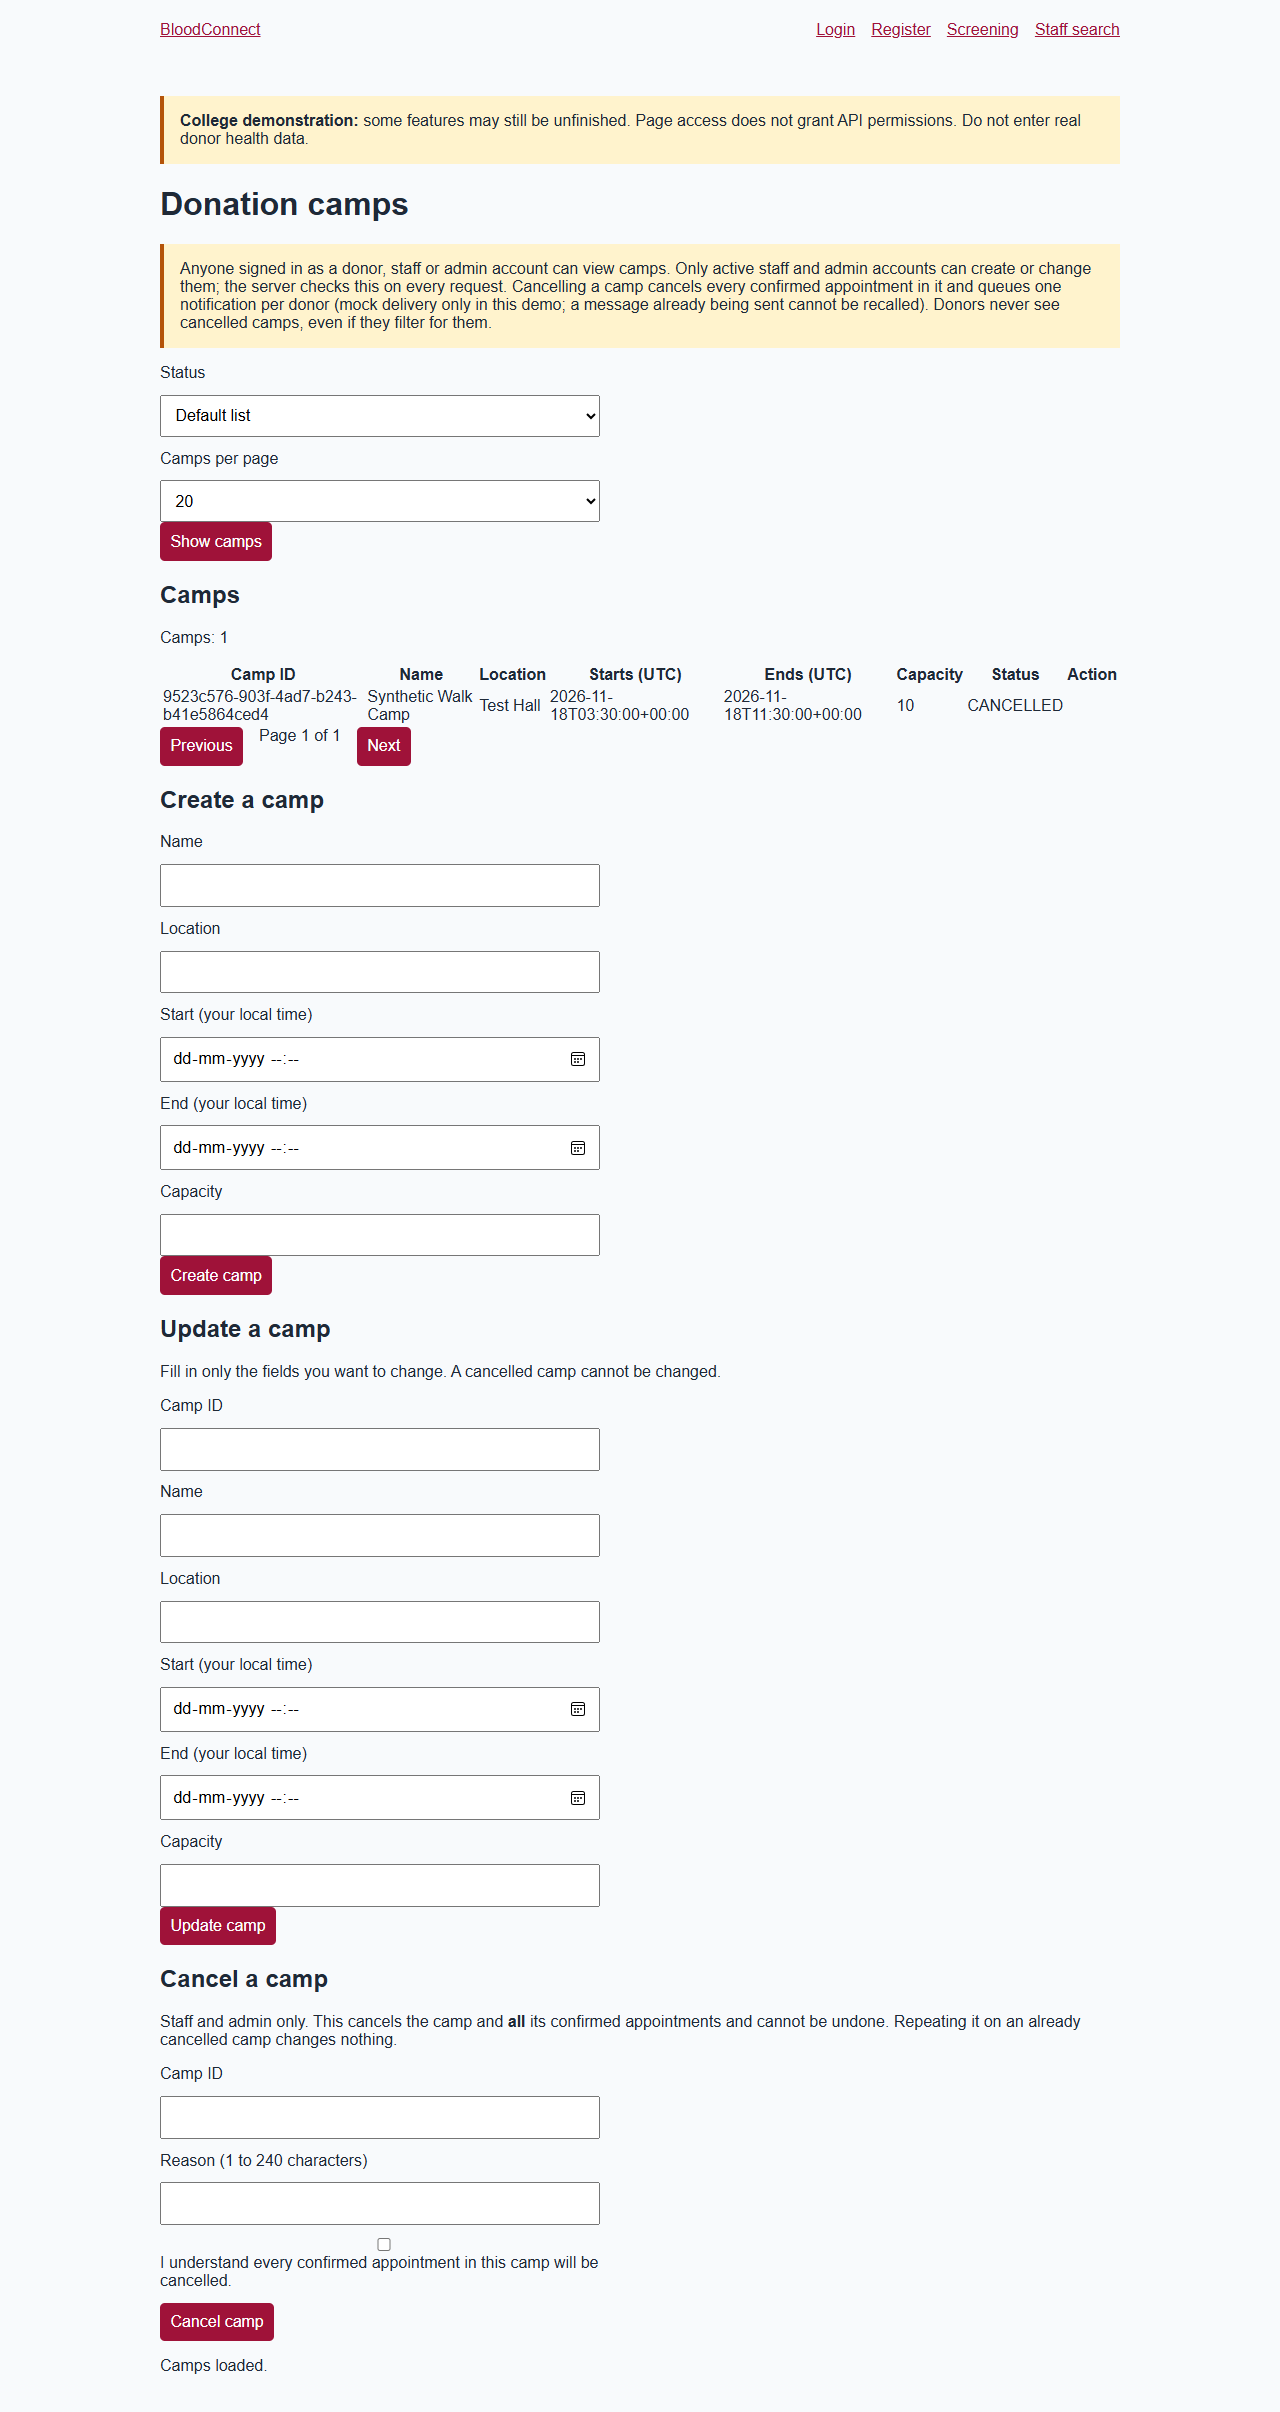 BloodConnect
Login Register Screening Staff search
College demonstration: some features may still be unfinished. Page access does not grant API permissions. Do not enter real
donor health data.
Donation camps
Anyone signed in as a donor, staff or admin account can view camps. Only active staff and admin accounts can create or change
them; the server checks this on every request. Cancelling a camp cancels every confirmed appointment in it and queues one
notification per donor (mock delivery only in this demo; a message already being sent cannot be recalled). Donors never see
cancelled camps, even if they filter for them.
Status
Default list
Camps per page
20
Show camps
Camps
Camps: 1
Camp ID Name Location Starts (UTC) Ends (UTC) Capacity Status Action
9523c576-903f-4ad7-b243- Synthetic Walk Test Hall 2026-11- 2026-11- 10 CANCELLED
b41e5864ced4 Camp 18T03:30:00+00:00 18T11:30:00+00:00
Previous Page 1 of 1 Next
Create a camp
Name
Location
Start (your local time)
dd-mm-yyyy --:--
End (your local time)
dd-mm-yyyy --:--
Capacity
Create camp
Update a camp
Fill in only the fields you want to change. A cancelled camp cannot be changed.
Camp ID
Name
Location
Start (your local time)
dd-mm-yyyy --:--
End (your local time)
dd-mm-yyyy --:--
Capacity
Update camp
Cancel a camp
Staff and admin only. This cancels the camp and all its confirmed appointments and cannot be undone. Repeating it on an already
cancelled camp changes nothing.
Camp ID
Reason (1 to 240 characters)
I understand every confirmed appointment in this camp will be
cancelled.
Cancel camp
Camps loaded.